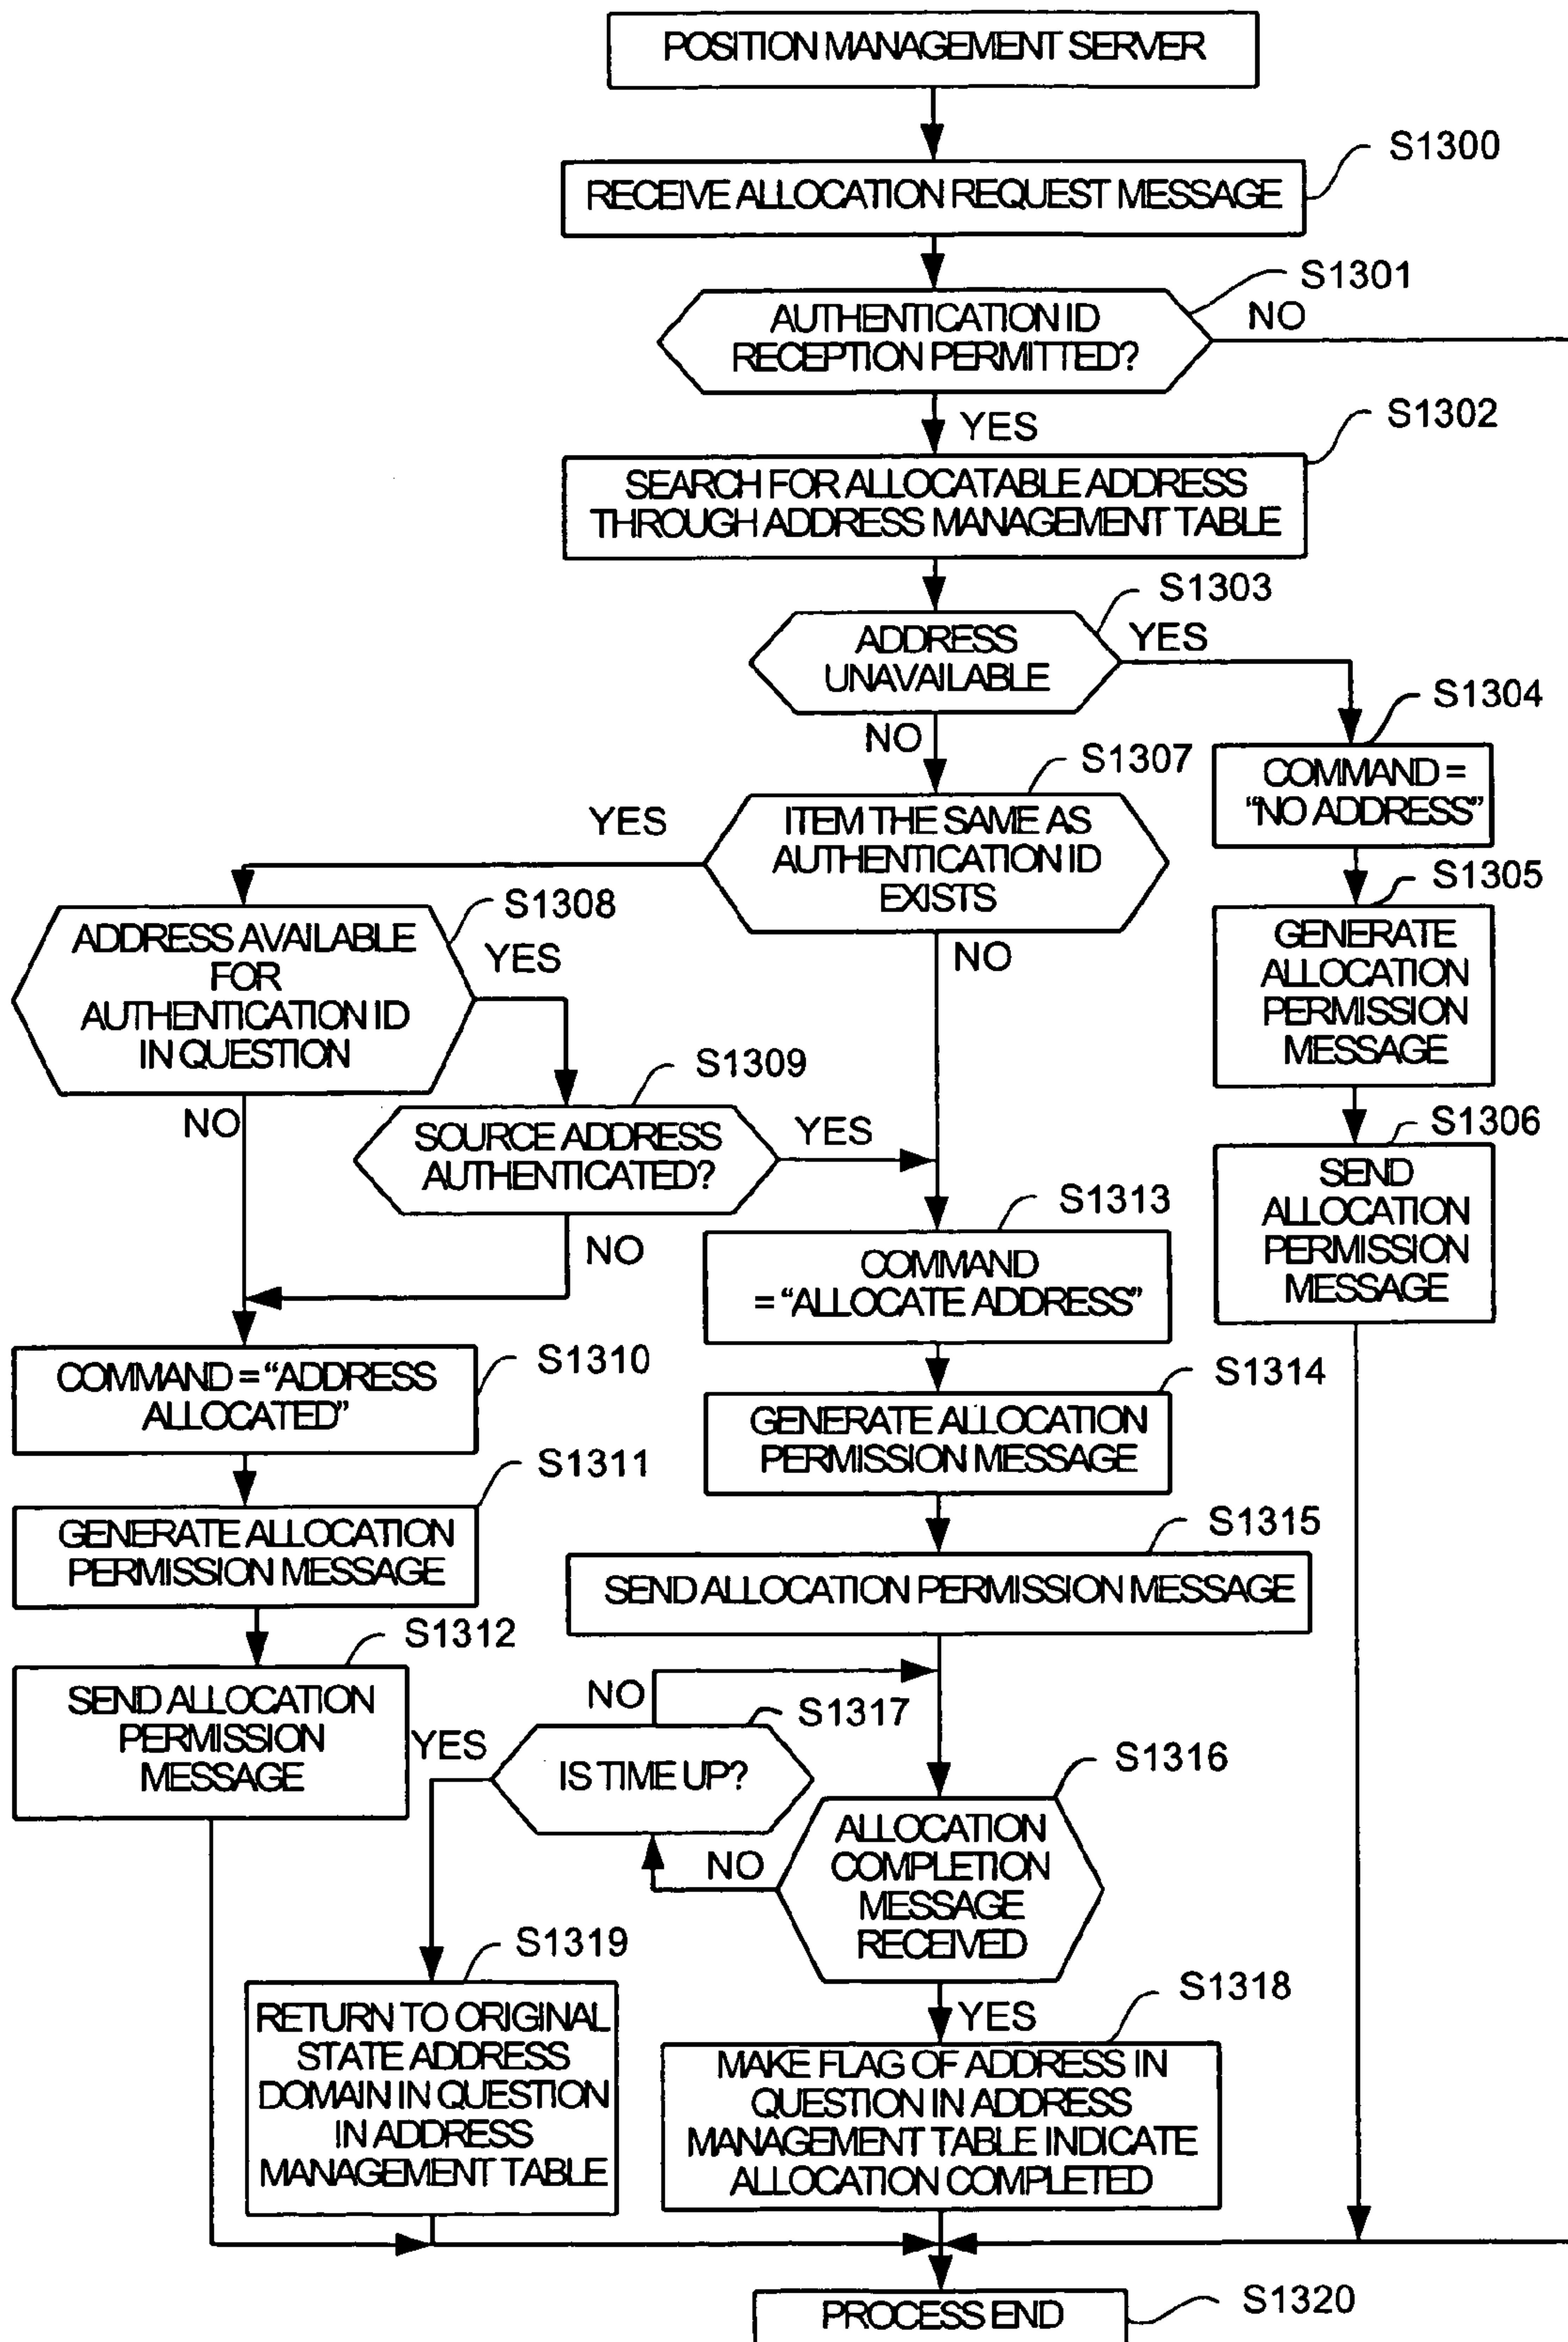 POSITION MANAGEMENT SERVER
S1300
RECEIVE ALLOCATION REQUEST MESSAGE
S1301
AUTHENTICATION ID
RECEPTION PERMITTED?
NO
YES
S1302
SEARCH FOR ALLOCATABLE ADDRESS
THROUGH ADDRESS MANAGEMENT TABLE
S1303
ADDRESS
UNAVAILABLE
YES
NO
S1304
COMMAND =
"NO ADDRESS"
S1305
GENERATE
ALLOCATION
PERMISSION
MESSAGE
S1306
SEND
ALLOCATION
PERMISSION
MESSAGE
S1307
ITEM THE SAME AS
AUTHENTICATION ID
EXISTS
YES
NO
S1308
ADDRESS AVAILABLE
FOR
AUTHENTICATION ID
IN QUESTION
YES
NO
S1309
SOURCE ADDRESS
AUTHENTICATED?
YES
NO
S1310
COMMAND = "ADDRESS
ALLOCATED"
S1311
GENERATE ALLOCATION
PERMISSION MESSAGE
S1312
SEND ALLOCATION
PERMISSION
MESSAGE
S1313
COMMAND
= "ALLOCATE ADDRESS"
S1314
GENERATE ALLOCATION
PERMISSION MESSAGE
S1315
SEND ALLOCATION PERMISSION MESSAGE
NO
S1317
YES
IS TIME UP?
S1316
ALLOCATION
COMPLETION
MESSAGE
RECEIVED
NO
YES
S1319
RETURN TO ORIGINAL
STATE ADDRESS
DOMAIN IN QUESTION
IN ADDRESS
MANAGEMENT TABLE
S1318
MAKE FLAG OF ADDRESS IN
QUESTION IN ADDRESS
MANAGEMENT TABLE INDICATE
ALLOCATION COMPLETED
S1320
PROCESS END